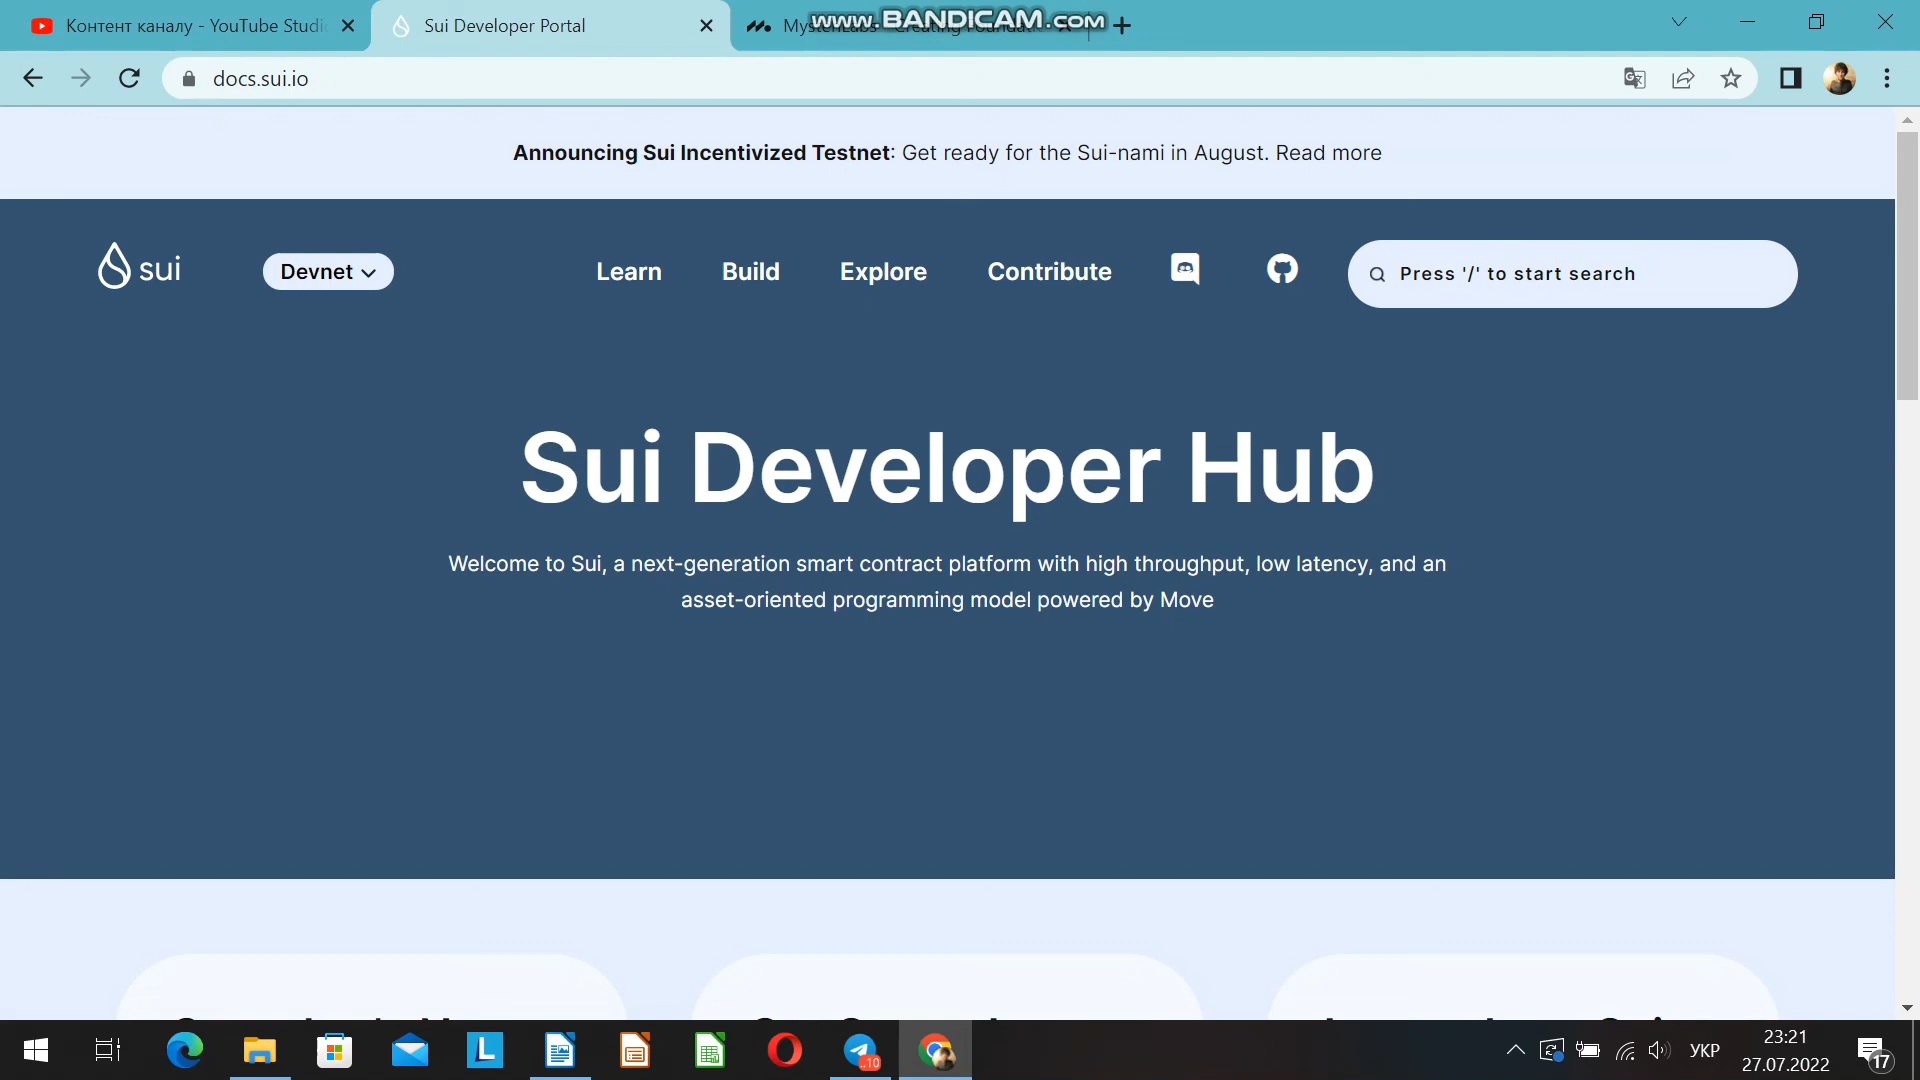 Контент каналу - YouTube Studi
Sui Developer Portal
MystenLabs - Creating Foundat
www.BANDICAM.com
docs.sui.io
Announcing Sui Incentivized Testnet: Get ready for the Sui-nami in August. Read more
sui
Devnet
Learn
Build
Explore
Contribute
Press '/' to start search
Sui Developer Hub
Welcome to Sui, a next-generation smart contract platform with high throughput, low latency, and an
asset-oriented programming model powered by Move
L
..10
УКР
23:21
27.07.2022
17